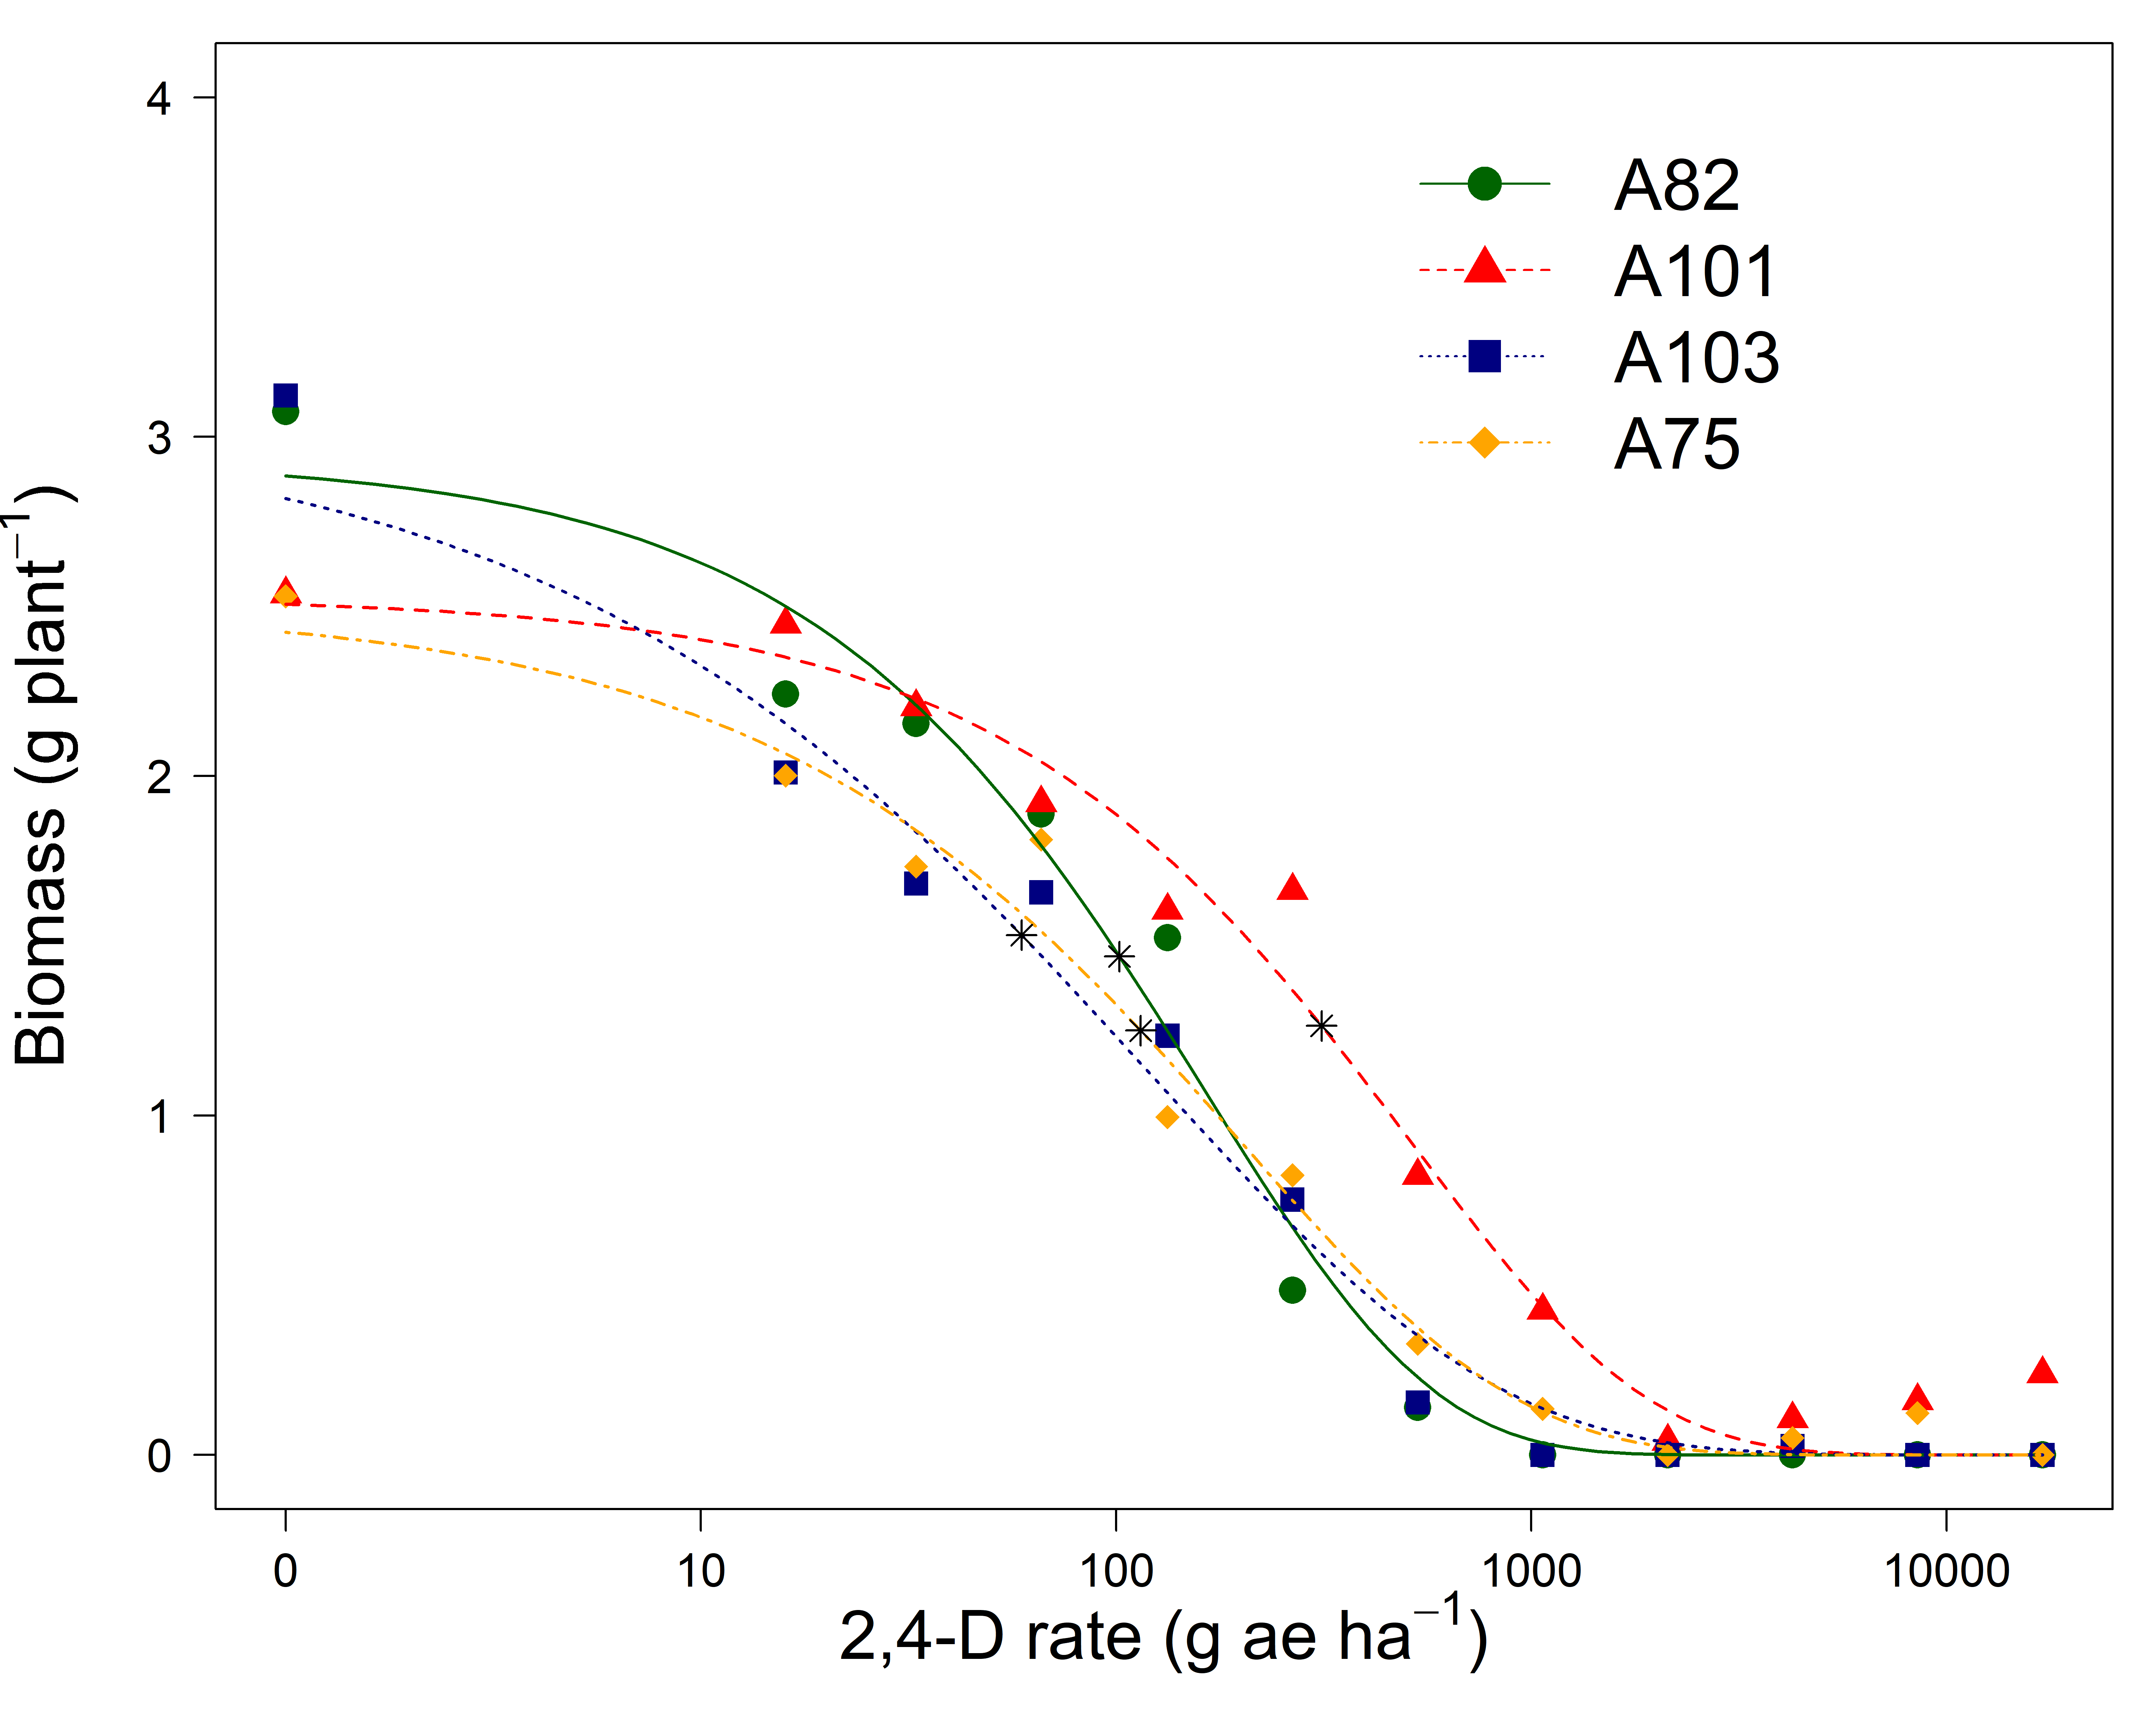 4
3
2
1
0
Biomass (g plant⁻¹)
A82
A101
A103
A75
0 10 100 1000 10000
2,4-D rate (g ae ha⁻¹)